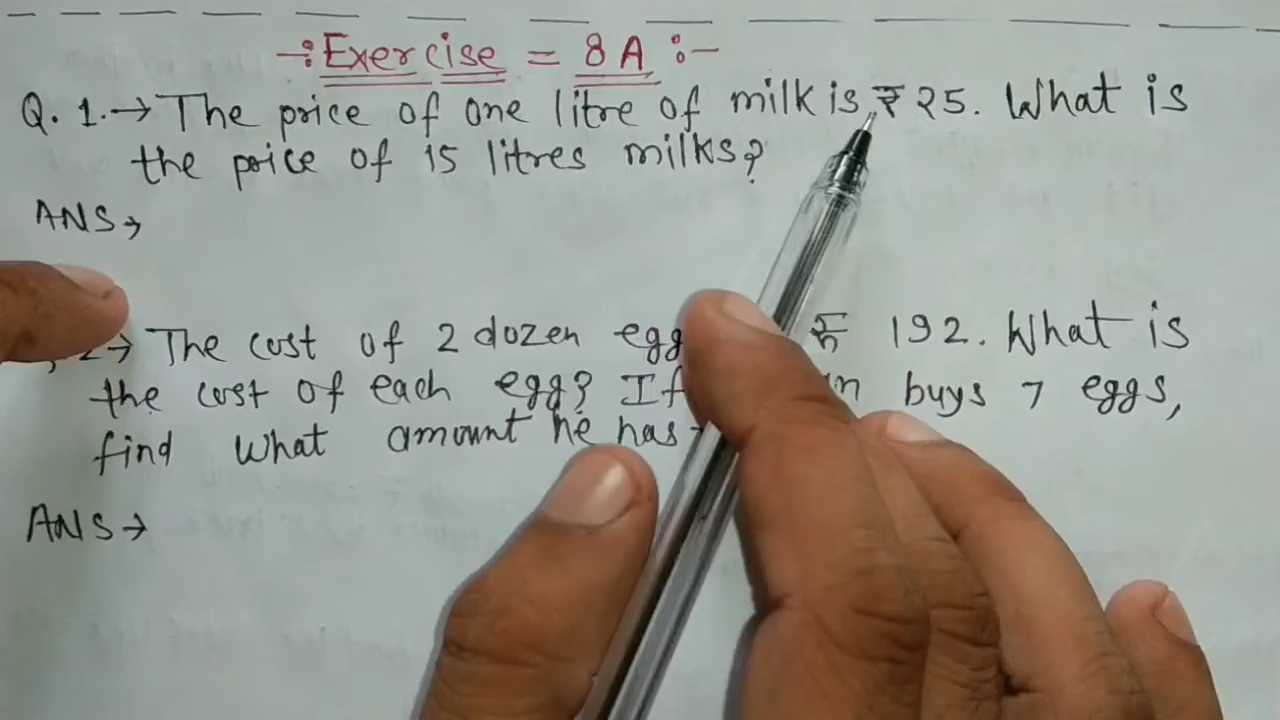 -: Exercise = 8A :-
Q. 1.→ The price of one litre of milk is ₹ 25. What is
the price of 15 litres milks?
ANS→
→ The cost of 2 dozen 192. What is
the cost of each egg? If buys 7 eggs,
find what amount he has
ANS→